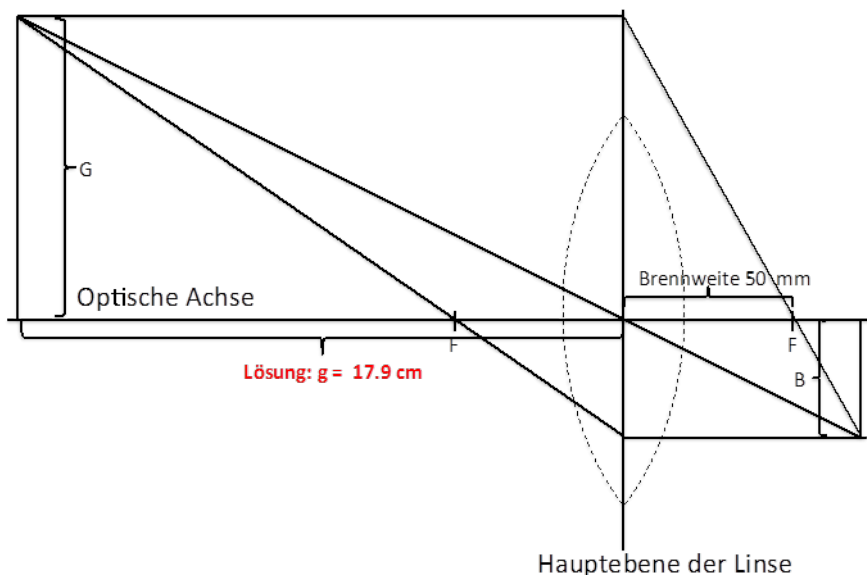 G
Optische Achse
Brennweite 50 mm
F
F
Lösung: g = 17.9 cm
B
Hauptebene der Linse